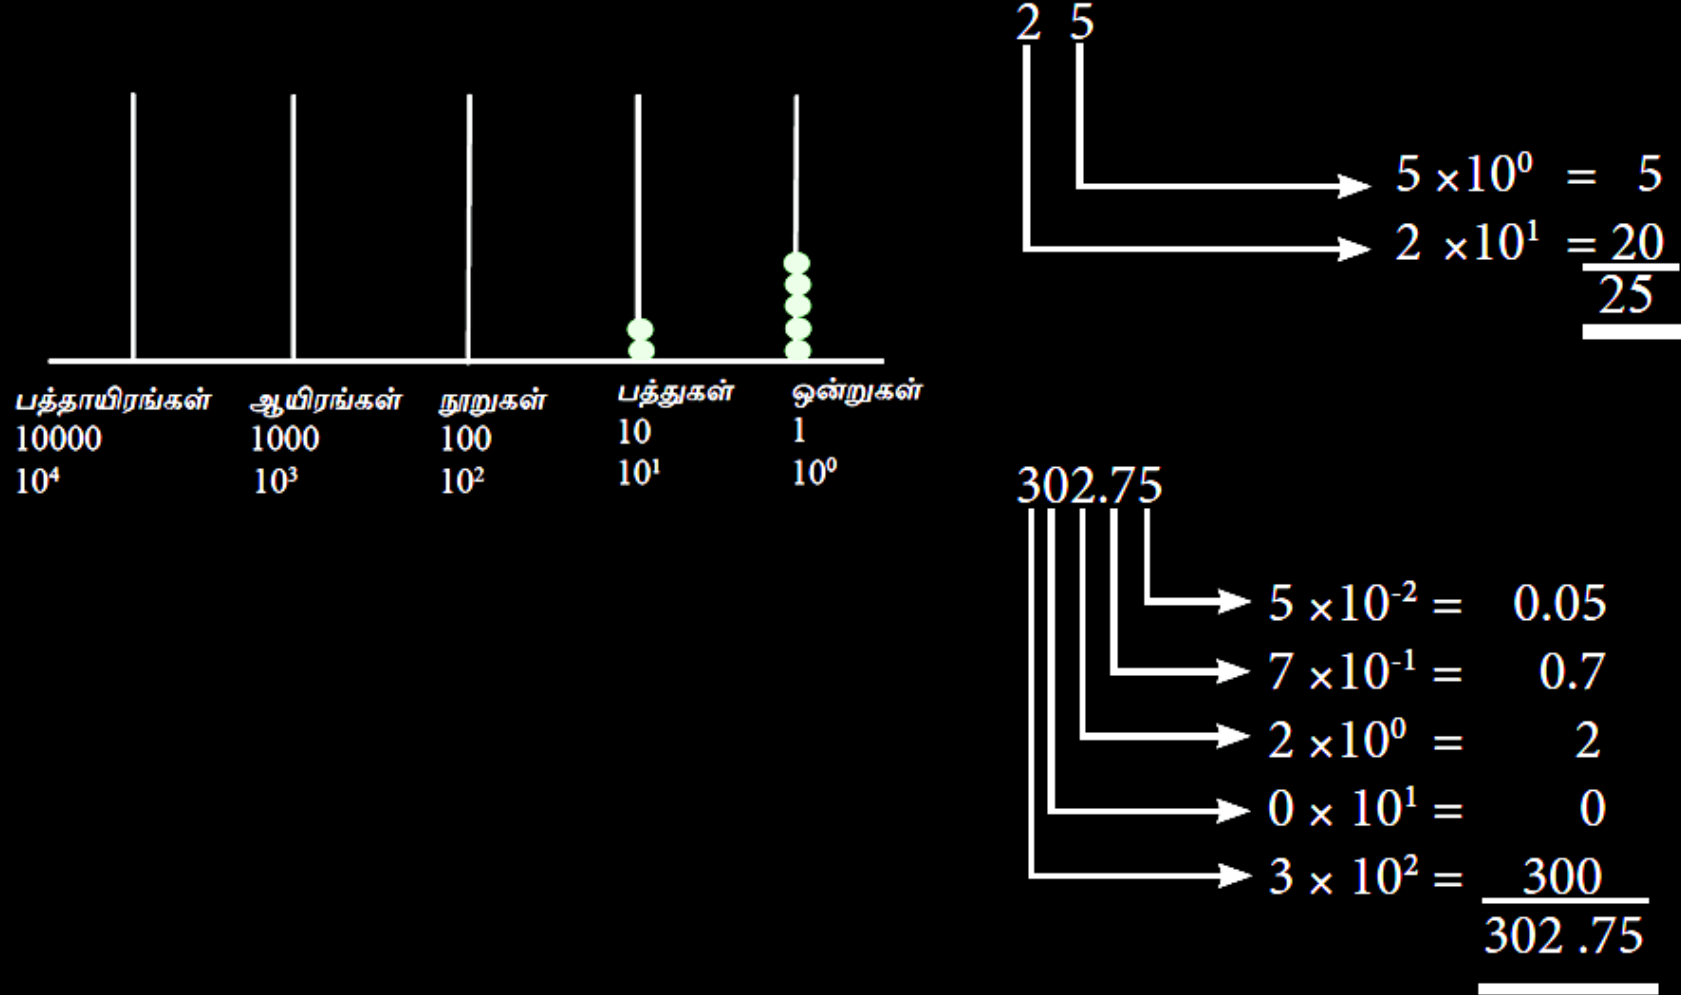 பத்தாயிரங்கள் ஆயிரங்கள் நூறுகள் பத்துகள் ஒன்றுகள்
10000 1000 100 10 1
10⁴ 10³ 10² 10¹ 10⁰
2 5
5 ×10⁰ = 5
2 ×10¹ = 20
25
302.75
5 ×10⁻² = 0.05
7 ×10⁻¹ = 0.7
2 ×10⁰ = 2
0 × 10¹ = 0
3 × 10² = 300
302 .75